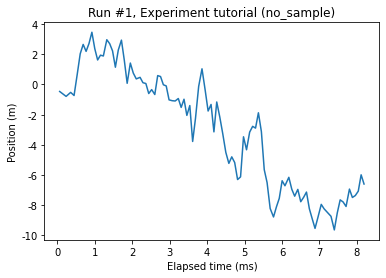 Run #1, Experiment tutorial (no_sample)
4
2
0
-2
-4
-6
-8
-10
Position (m)
0 1 2 3 4 5 6 7 8
Elapsed time (ms)